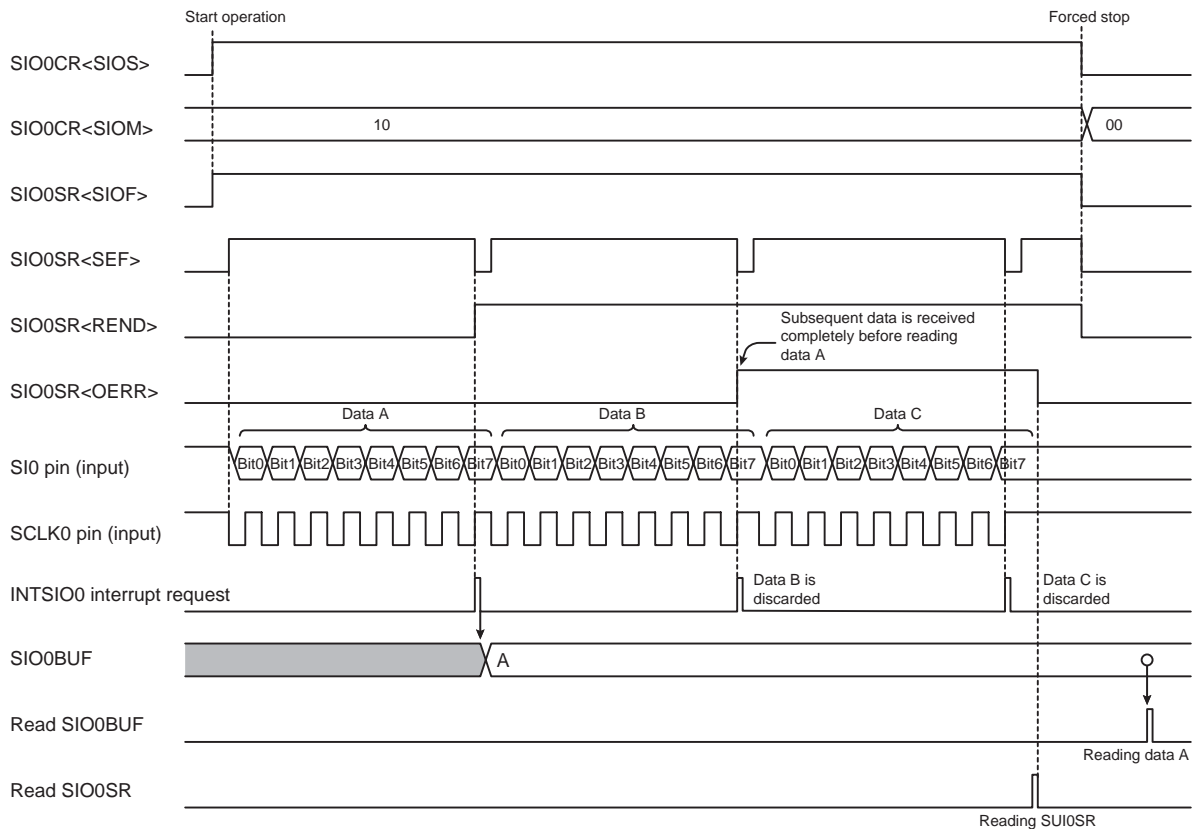 Start operation
Forced stop
SIO0CR<SIOS>
SIO0CR<SIOM>
10
00
SIO0SR<SIOF>
SIO0SR<SEF>
SIO0SR<REND>
Subsequent data is received
completely before reading
data A
SIO0SR<OERR>
Data A
Data B
Data C
SI0 pin (input)
Bit0 Bit1 Bit2 Bit3 Bit4 Bit5 Bit6 Bit7 Bit0 Bit1 Bit2 Bit3 Bit4 Bit5 Bit6 Bit7 Bit0 Bit1 Bit2 Bit3 Bit4 Bit5 Bit6 Bit7
SCLK0 pin (input)
INTSIO0 interrupt request
Data B is
discarded
Data C is
discarded
SIO0BUF
A
Read SIO0BUF
Reading data A
Read SIO0SR
Reading SUI0SR